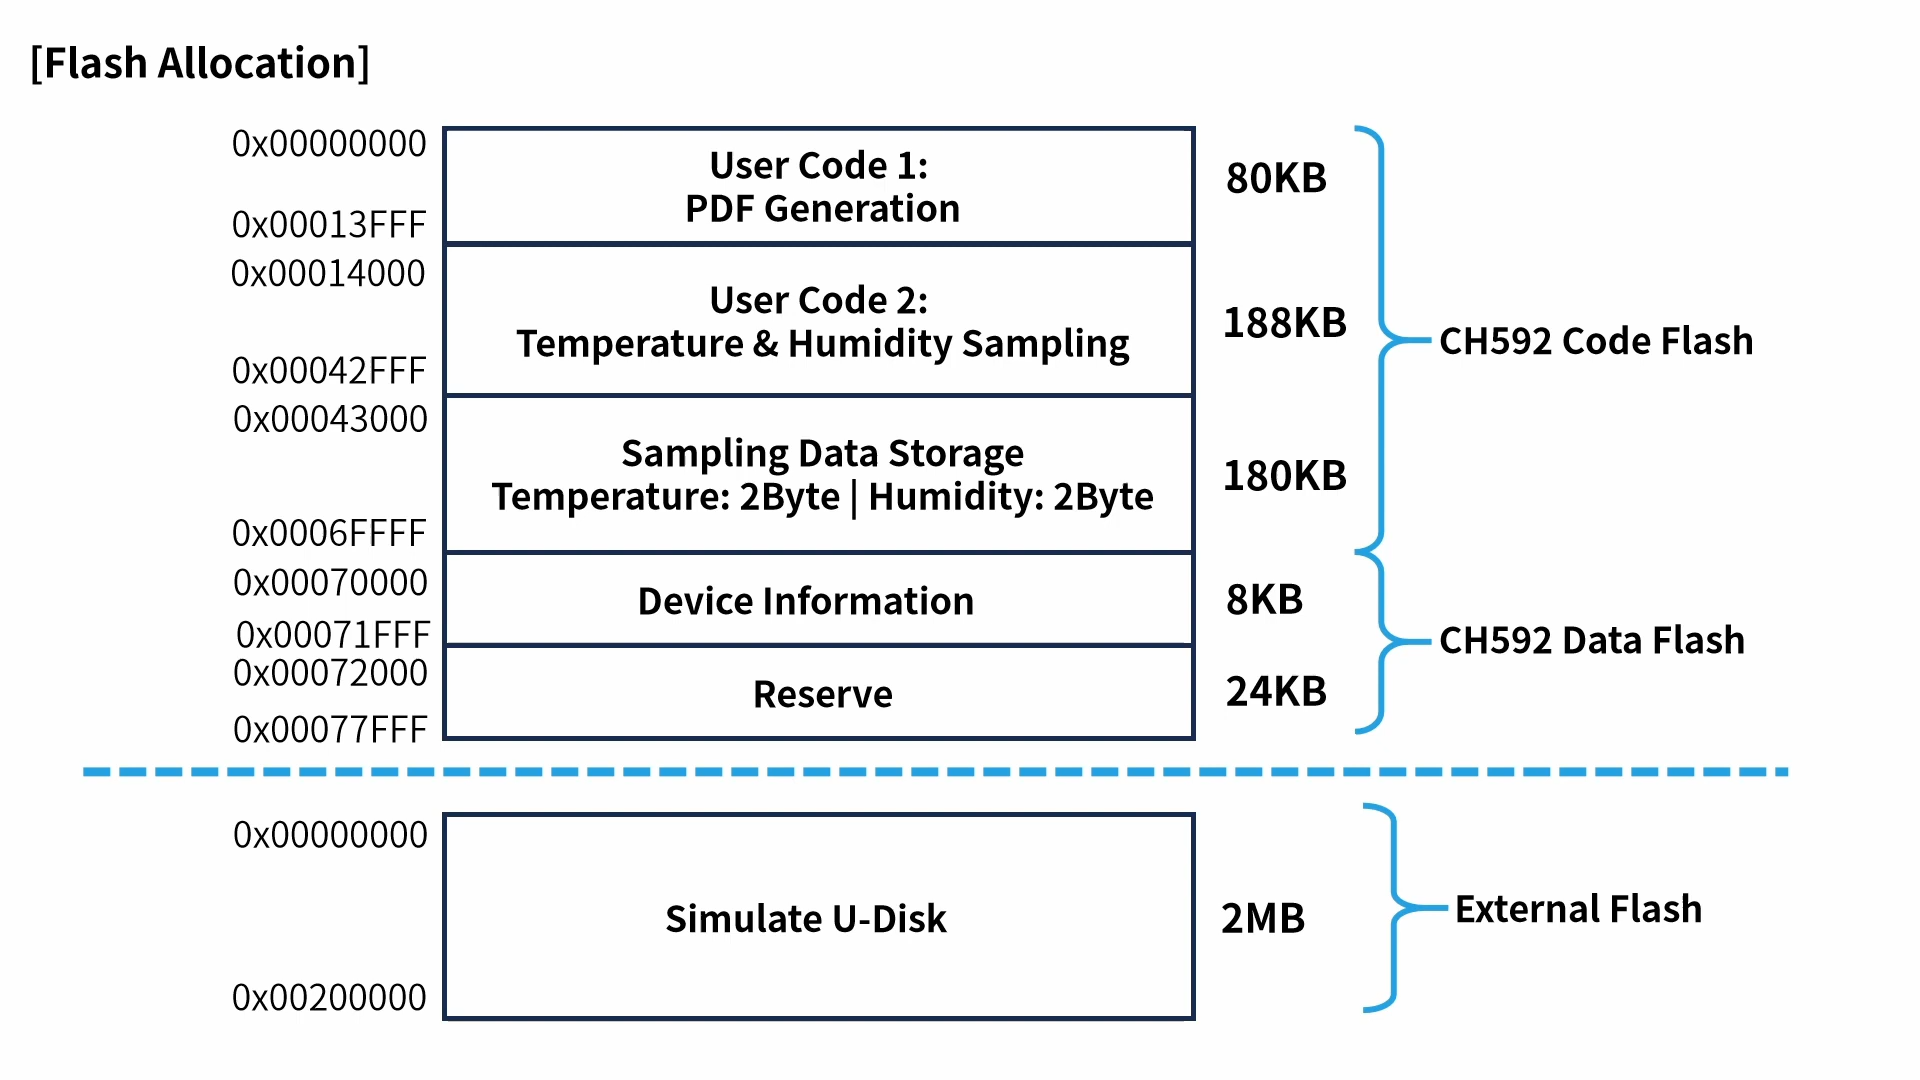 [Flash Allocation]
0x00000000
User Code 1:
PDF Generation
80KB
0x00013FFF
0x00014000
User Code 2:
Temperature & Humidity Sampling
188KB
CH592 Code Flash
0x00042FFF
0x00043000
Sampling Data Storage
Temperature: 2Byte | Humidity: 2Byte
180KB
0x0006FFFF
0x00070000
Device Information
8KB
0x00071FFF
CH592 Data Flash
0x00072000
Reserve
24KB
0x00077FFF
0x00000000
Simulate U-Disk
2MB
External Flash
0x00200000